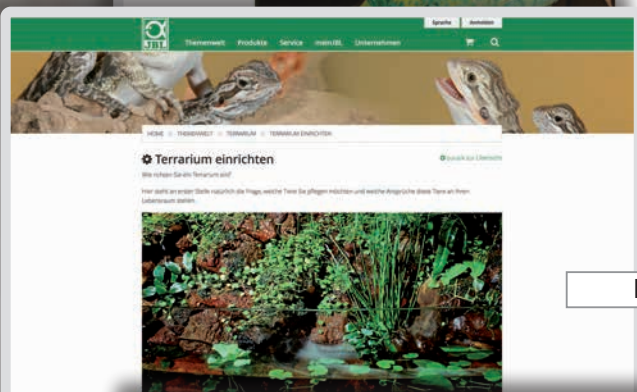 Sprache Anmelden
JBL
Themenwelt Produkte Service meinJBL Unternehmen
HOME THEMENWELT TERRARIUM TERRARIUM EINRICHTEN
Terrarium einrichten
zurück zur Übersicht
Wie richten Sie ein Terrarium ein?
Hier steht an erster Stelle natürlich die Frage, welche Tiere Sie pflegen möchten und welche Ansprüche diese Tiere an ihren
Lebensraum stellen.